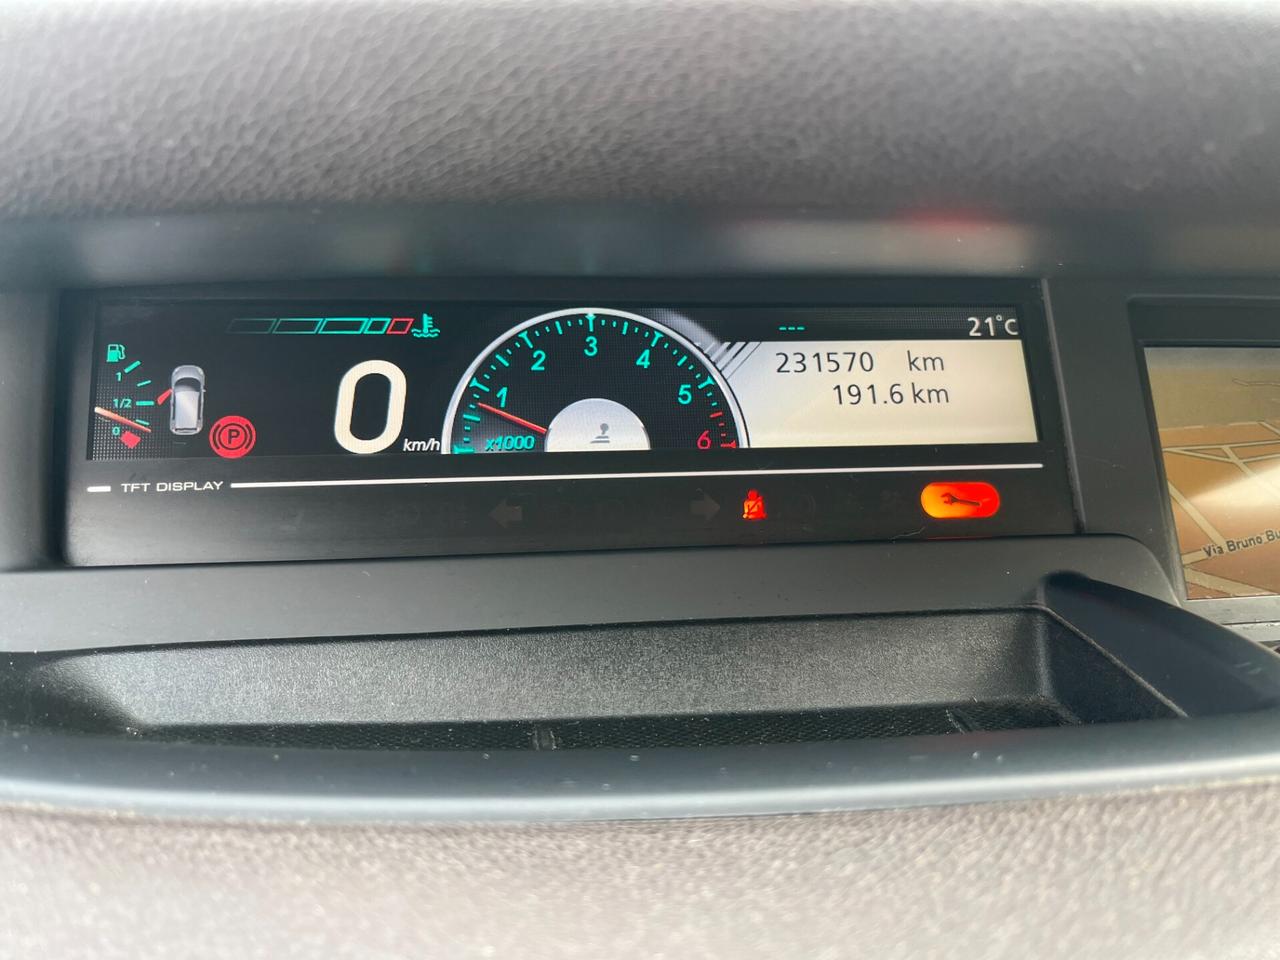 21°C
1
1/2
0
P
0 km/h
1 2 3 4 5 6
x1000
---
231570 km
191.6 km
TFT DISPLAY
Via Bruno Bu